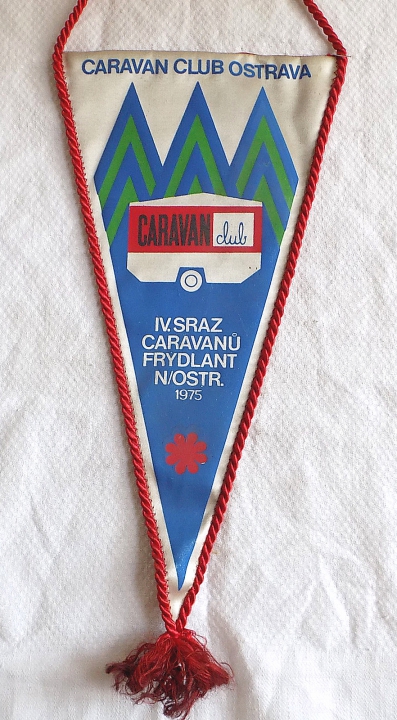 CARAVAN CLUB OSTRAVA
CARAVAN club
IV. SRAZ
CARAVANŮ
FRYDLANT
N/OSTR.
1975